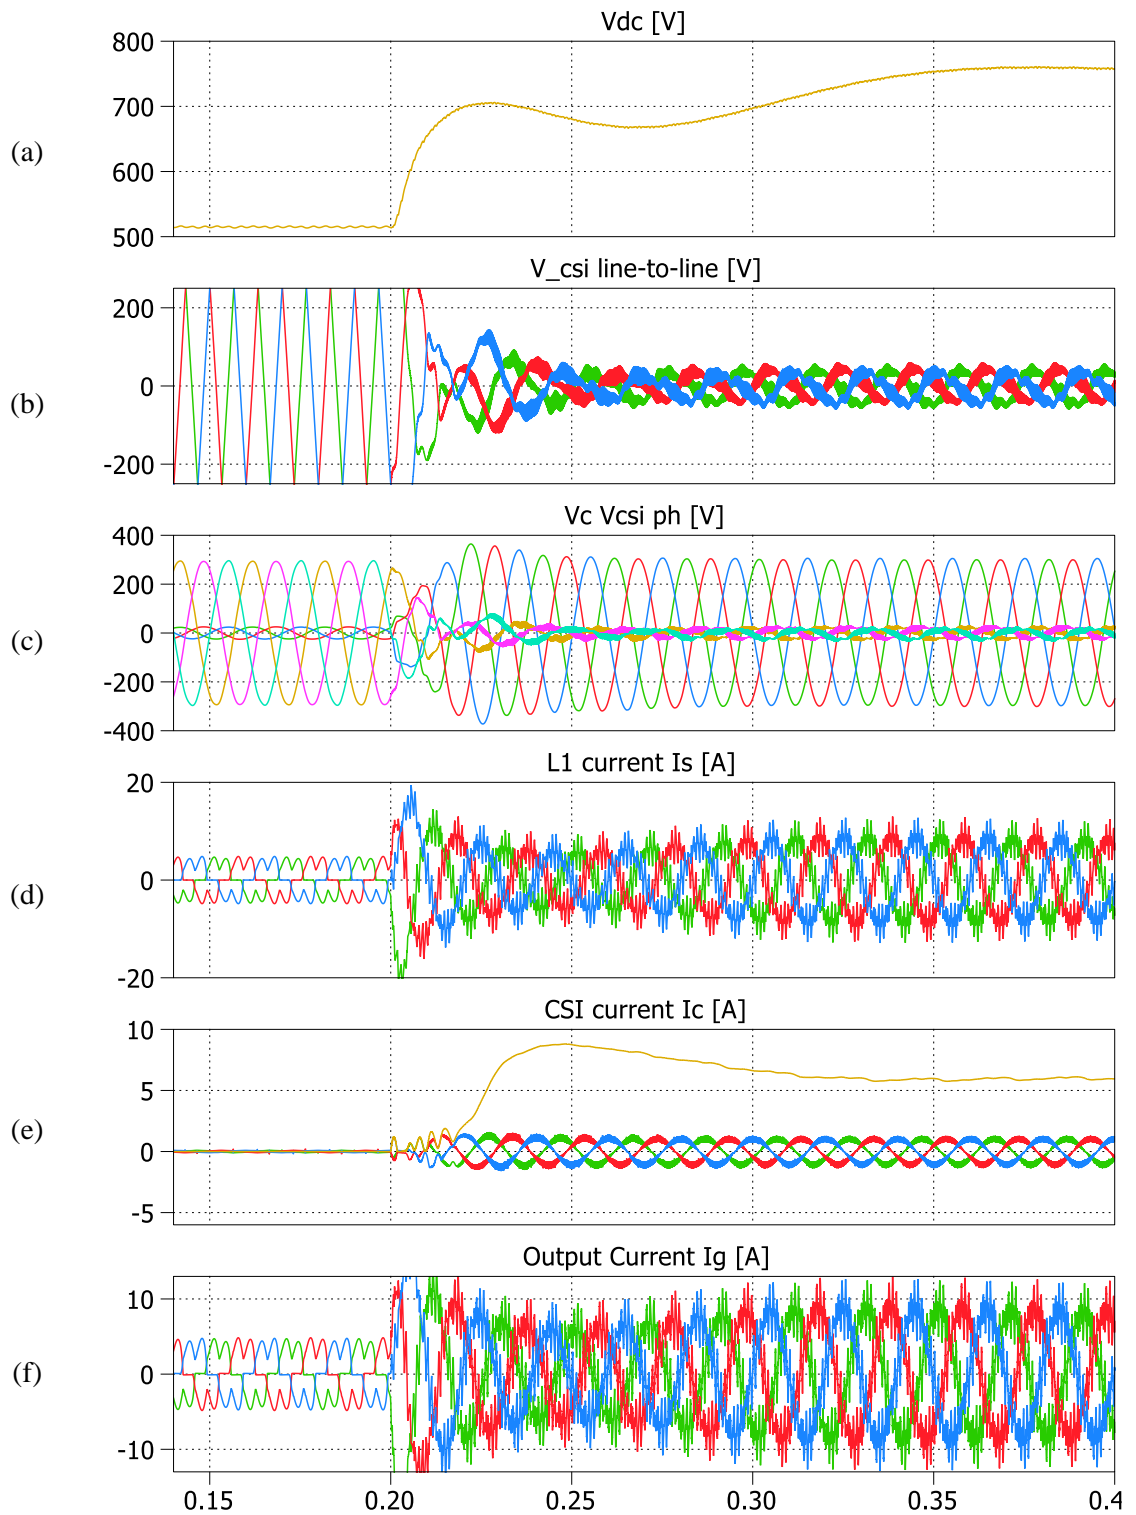 Vdc [V]
800
700
(a)
600
500
V_csi line-to-line [V]
200
0
(b)
-200
Vc Vcsi ph [V]
400
200
0
(c)
-200
-400
L1 current Is [A]
20
0
(d)
-20
CSI current Ic [A]
10
5
(e)
0
-5
Output Current Ig [A]
10
0
(f)
-10
0.15 0.20 0.25 0.30 0.35 0.4